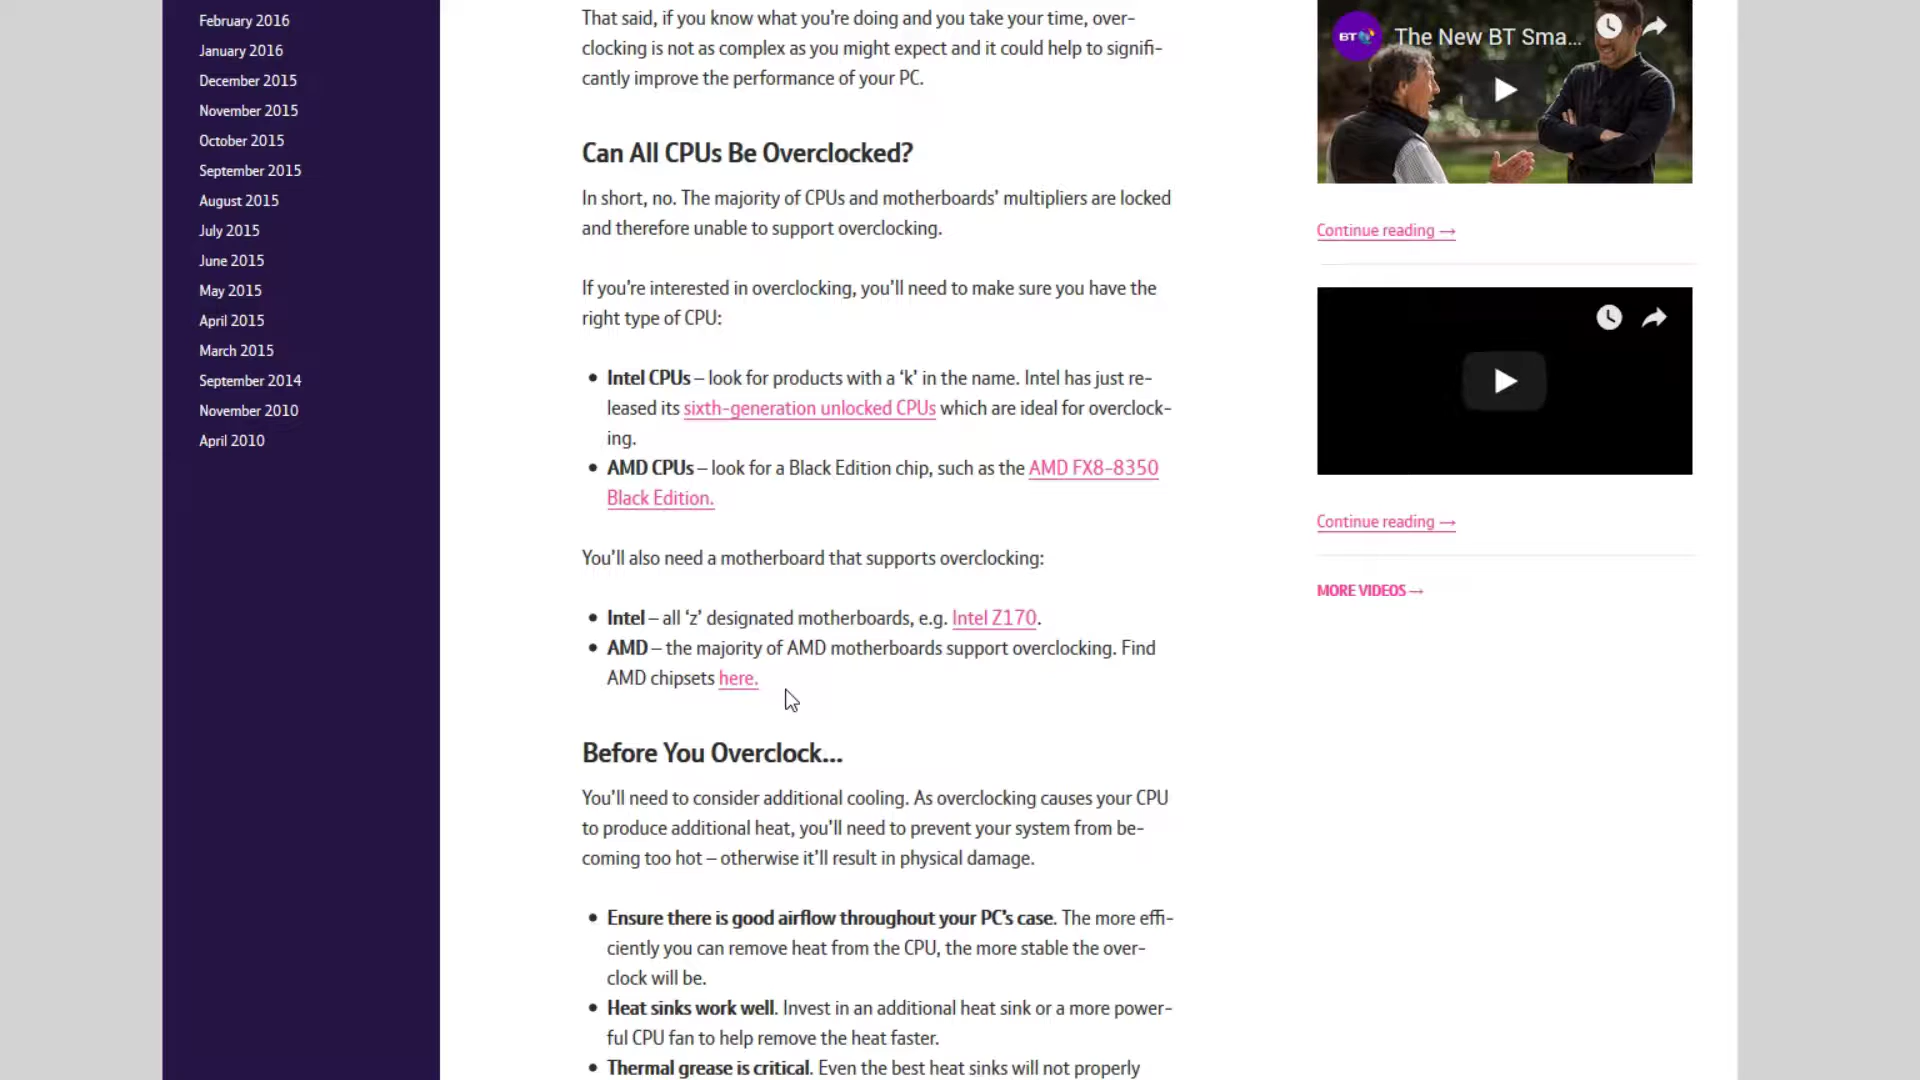 February 2016
January 2016
December 2015
November 2015
October 2015
September 2015
August 2015
July 2015
June 2015
May 2015
April 2015
March 2015
September 2014
November 2010
April 2010
That said, if you know what you’re doing and you take your time, over-
clocking is not as complex as you might expect and it could help to signifi-
cantly improve the performance of your PC.
Can All CPUs Be Overclocked?
In short, no. The majority of CPUs and motherboards’ multipliers are locked
and therefore unable to support overclocking.
If you’re interested in overclocking, you’ll need to make sure you have the
right type of CPU:
• Intel CPUs – look for products with a ‘k’ in the name. Intel has just re-
leased its sixth-generation unlocked CPUs which are ideal for overclock-
ing.
• AMD CPUs – look for a Black Edition chip, such as the AMD FX8-8350
Black Edition.
You’ll also need a motherboard that supports overclocking:
• Intel – all ‘z’ designated motherboards, e.g. Intel Z170.
• AMD – the majority of AMD motherboards support overclocking. Find
AMD chipsets here.
Before You Overclock...
You’ll need to consider additional cooling. As overclocking causes your CPU
to produce additional heat, you’ll need to prevent your system from be-
coming too hot – otherwise it’ll result in physical damage.
• Ensure there is good airflow throughout your PC’s case. The more effi-
ciently you can remove heat from the CPU, the more stable the over-
clock will be.
• Heat sinks work well. Invest in an additional heat sink or a more power-
ful CPU fan to help remove the heat faster.
• Thermal grease is critical. Even the best heat sinks will not properly
BT The New BT Sma...
Continue reading →
Continue reading →
MORE VIDEOS →